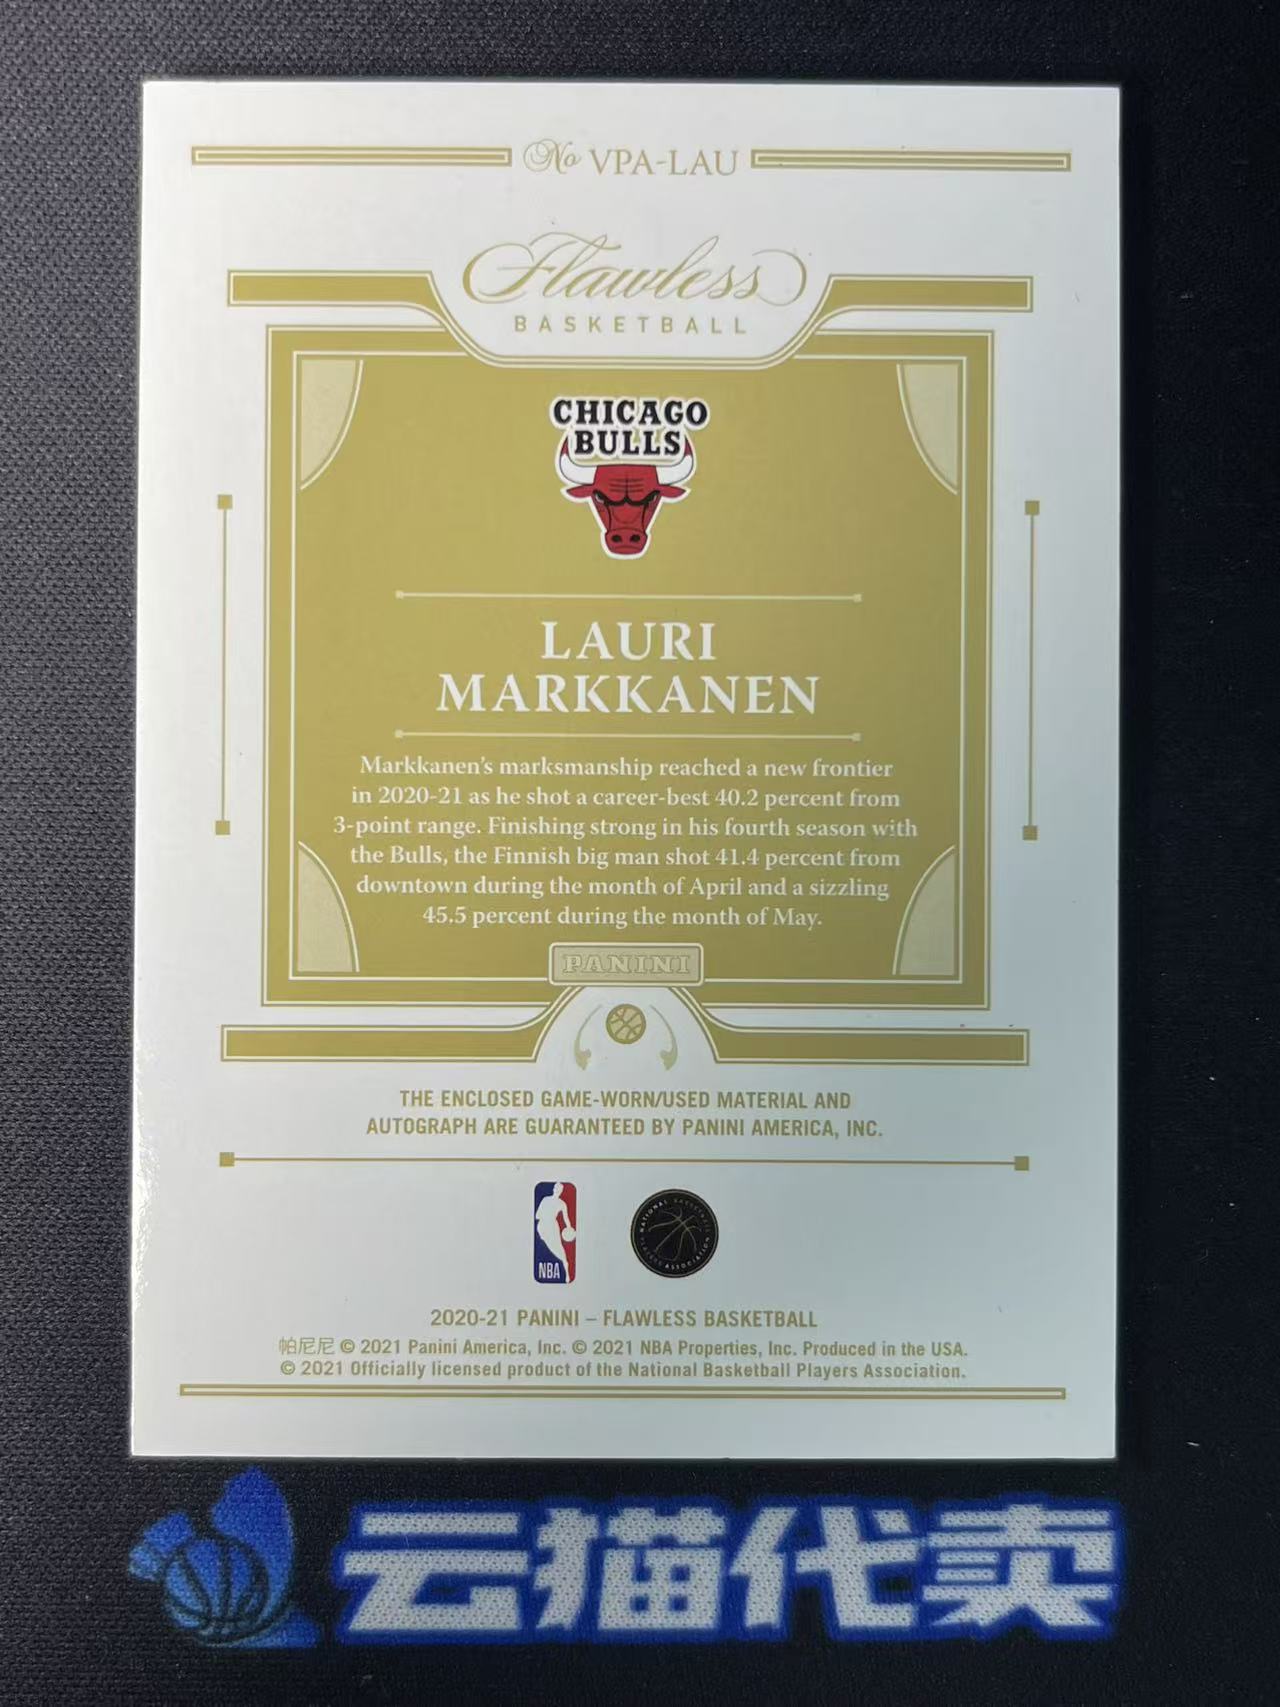 No VPA-LAU
Flawless
BASKETBALL
CHICAGO
BULLS
LAURI
MARKKANEN
Markkanen's marksmanship reached a new frontier
in 2020-21 as he shot a career-best 40.2 percent from
3-point range. Finishing strong in his fourth season with
the Bulls, the Finnish big man shot 41.4 percent from
downtown during the month of April and a sizzling
45.5 percent during the month of May.
PANINI
THE ENCLOSED GAME-WORN/USED MATERIAL AND
AUTOGRAPH ARE GUARANTEED BY PANINI AMERICA, INC.
NBA
NATIONAL BASKETBALL
PLAYERS ASSOCIATION
2020-21 PANINI – FLAWLESS BASKETBALL
帕尼尼 © 2021 Panini America, Inc. © 2021 NBA Properties, Inc. Produced in the USA.
© 2021 Officially licensed product of the National Basketball Players Association.
云猫代卖